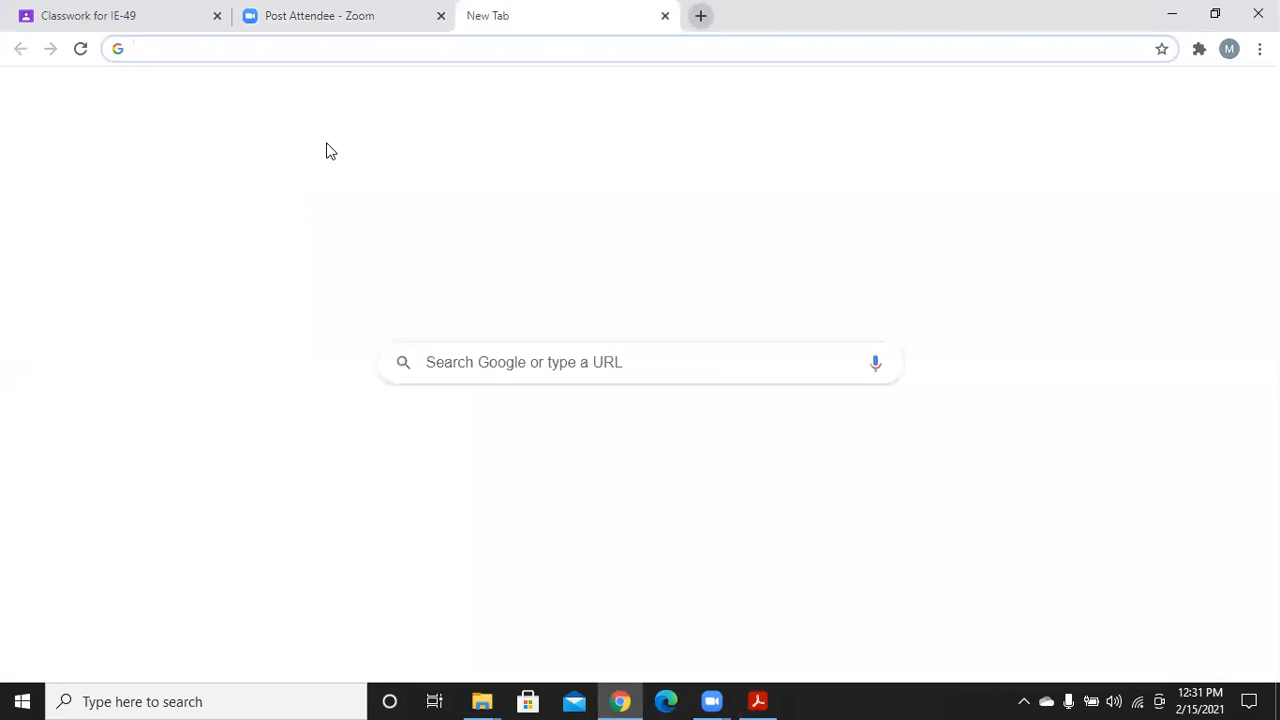 Classwork for IE-49
Post Attendee - Zoom
New Tab
Search Google or type a URL
M
Type here to search
12:31 PM
2/15/2021